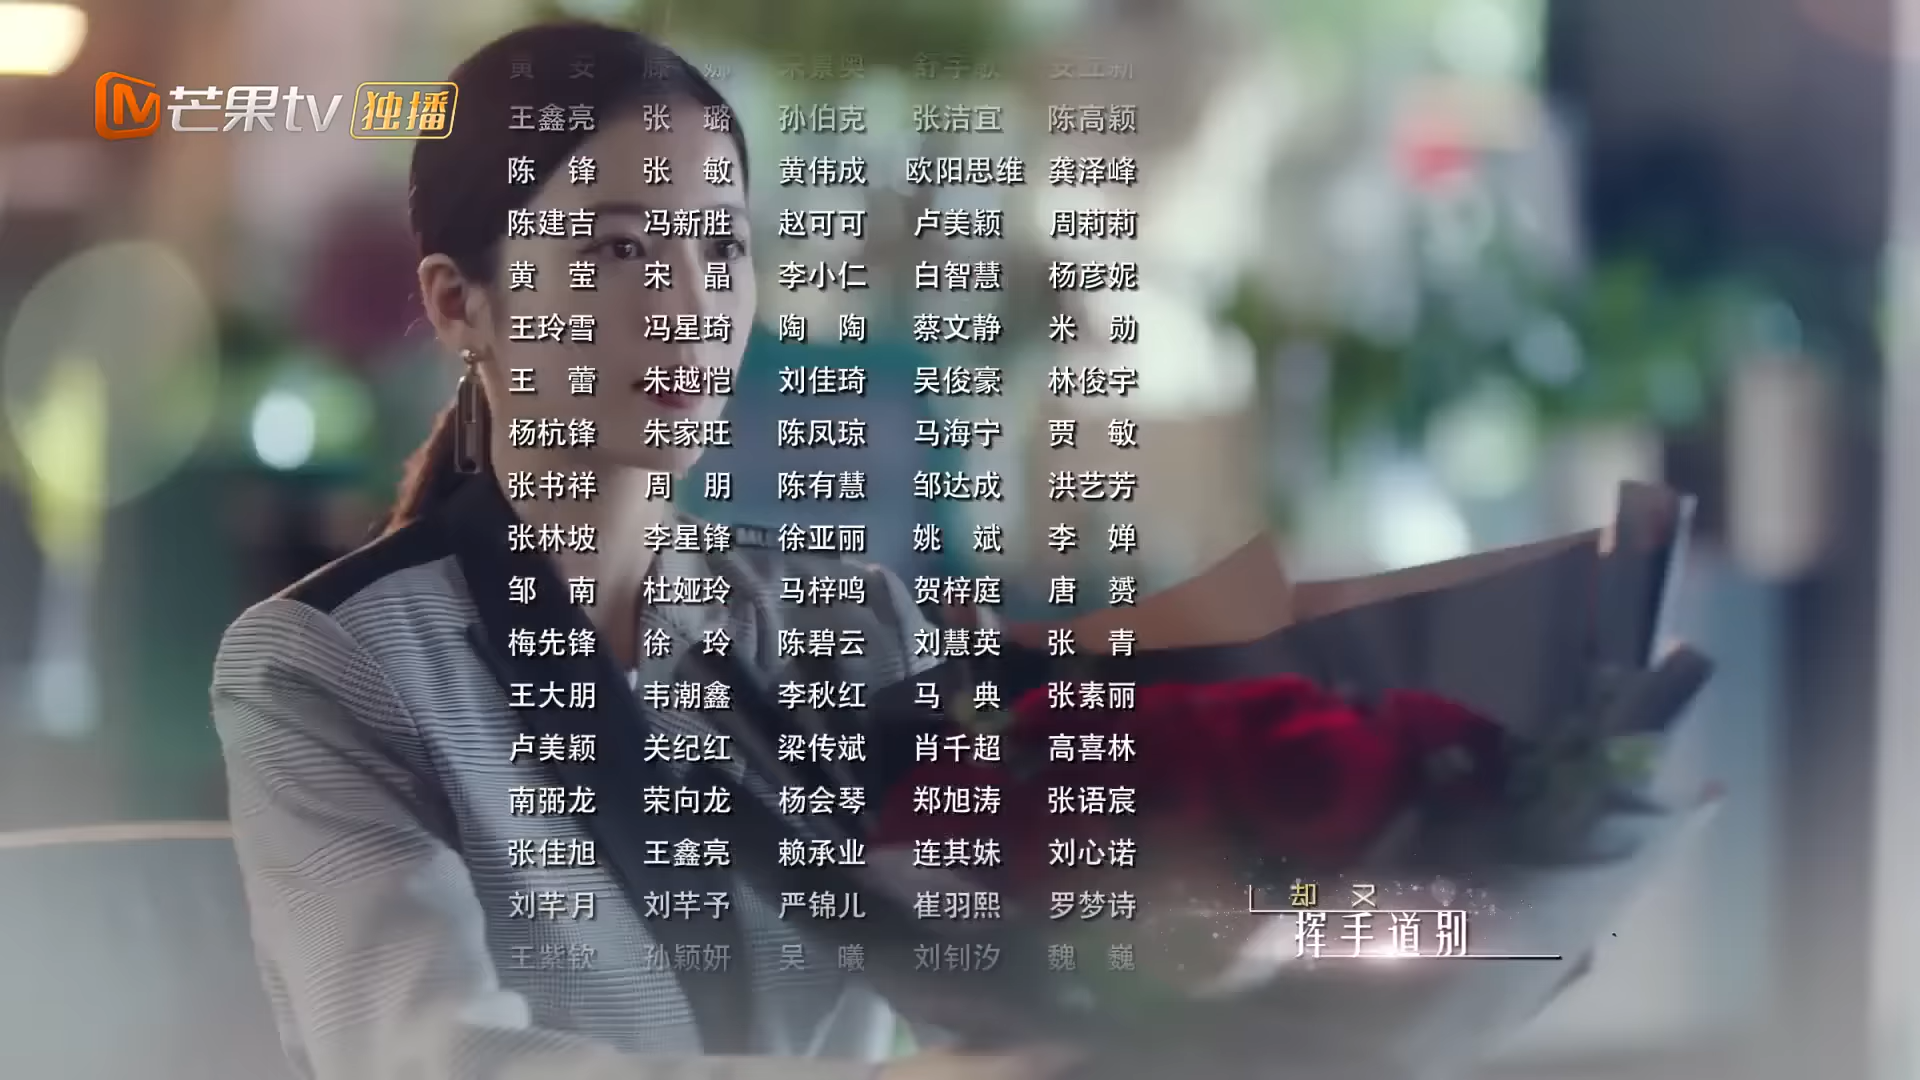 芒果tv 独播
王鑫亮 张 璐 孙伯克 张洁宜 陈高颖
陈 锋 张 敏 黄伟成 欧阳思维 龚泽峰
陈建吉 冯新胜 赵可可 卢美颖 周莉莉
黄 莹 宋 晶 李小仁 白智慧 杨彦妮
王玲雪 冯星琦 陶 陶 蔡文静 米 勋
王 蕾 朱越恺 刘佳琦 吴俊豪 林俊宇
杨杭锋 朱家旺 陈凤琼 马海宁 贾 敏
张书祥 周 朋 陈有慧 邹达成 洪艺芳
张林坡 李星锋 徐亚丽 姚 斌 李 婵
邹 南 杜娅玲 马梓鸣 贺梓庭 唐 赟
梅先锋 徐 玲 陈碧云 刘慧英 张 青
王大朋 韦潮鑫 李秋红 马 典 张素丽
卢美颖 关纪红 梁传斌 肖千超 高喜林
南弼龙 荣向龙 杨会琴 郑旭涛 张语宸
张佳旭 王鑫亮 赖承业 连其妹 刘心诺
刘芊月 刘芊予 严锦儿 崔羽熙 罗梦诗
王紫钦 孙颖妍 吴 曦 刘钊汐 魏 巍
却又
挥手道别